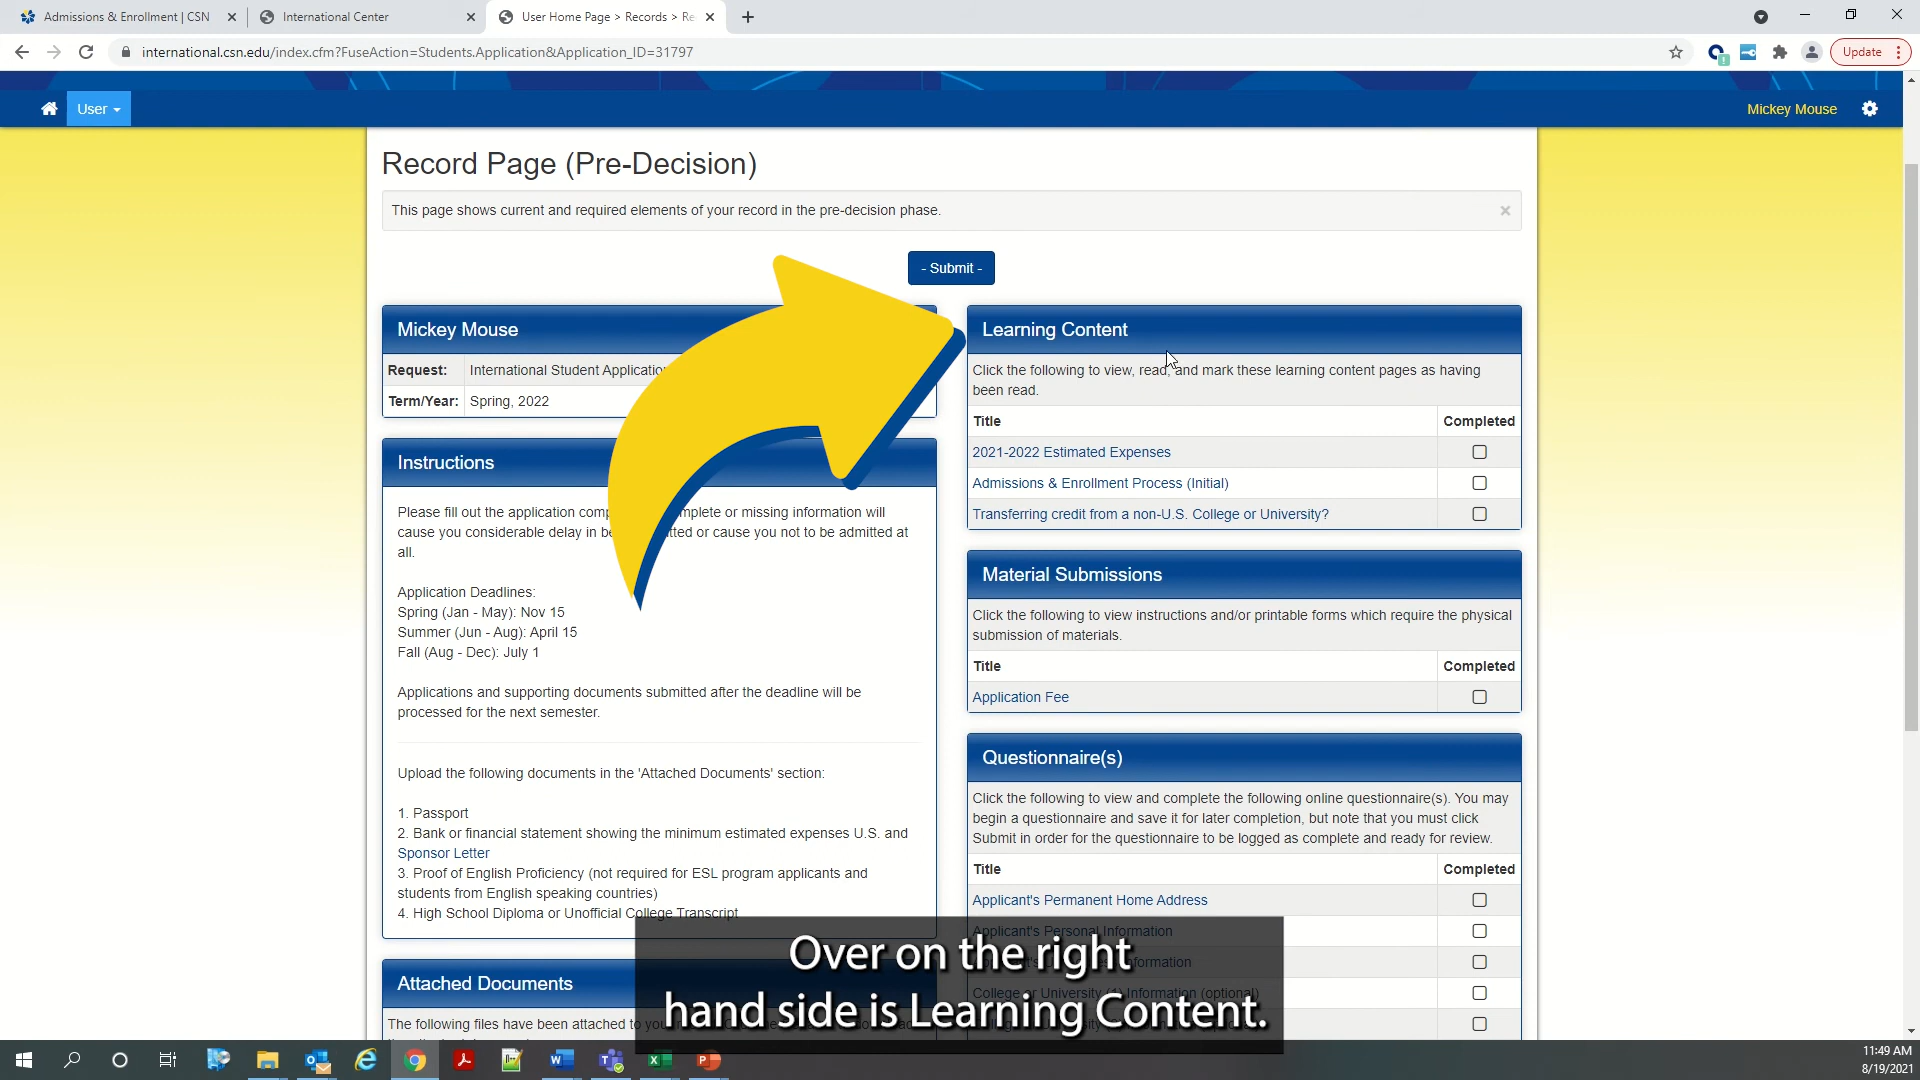 Admissions & Enrollment | CSN
International Center
User Home Page > Records > Re
international.csn.edu/index.cfm?FuseAction=Students.Application&Application_ID=31797
Update
User
Mickey Mouse
Record Page (Pre-Decision)
This page shows current and required elements of your record in the pre-decision phase.
- Submit -
Mickey Mouse
Request: International Student Application
Term/Year: Spring, 2022
Instructions
Please fill out the application mplete or missing information will
cause you considerable delay in tted or cause you not to be admitted at
all.
Application Deadlines:
Spring (Jan - May): Nov 15
Summer (Jun - Aug): April 15
Fall (Aug - Dec): July 1
Applications and supporting documents submitted after the deadline will be
processed for the next semester.
Upload the following documents in the 'Attached Documents' section:
1. Passport
2. Bank or financial statement showing the minimum estimated expenses U.S. and
Sponsor Letter
3. Proof of English Proficiency (not required for ESL program applicants and
students from English speaking countries)
4. High School Diploma or Unofficial College Transcript
Attached Documents
The following files have been attached to
Learning Content
Click the following to view, read, and mark these learning content pages as having
been read.
Title Completed
2021-2022 Estimated Expenses
Admissions & Enrollment Process (Initial)
Transferring credit from a non-U.S. College or University?
Material Submissions
Click the following to view instructions and/or printable forms which require the physical
submission of materials.
Title Completed
Application Fee
Questionnaire(s)
Click the following to view and complete the following online questionnaire(s). You may
begin a questionnaire and save it for later completion, but note that you must click
Submit in order for the questionnaire to be logged as complete and ready for review.
Title Completed
Applicant's Permanent Home Address
Applicant's Personal Information
Information
College or University (1) Information (optional)
Over on the right
hand side is Learning Content.
11:49 AM
8/19/2021